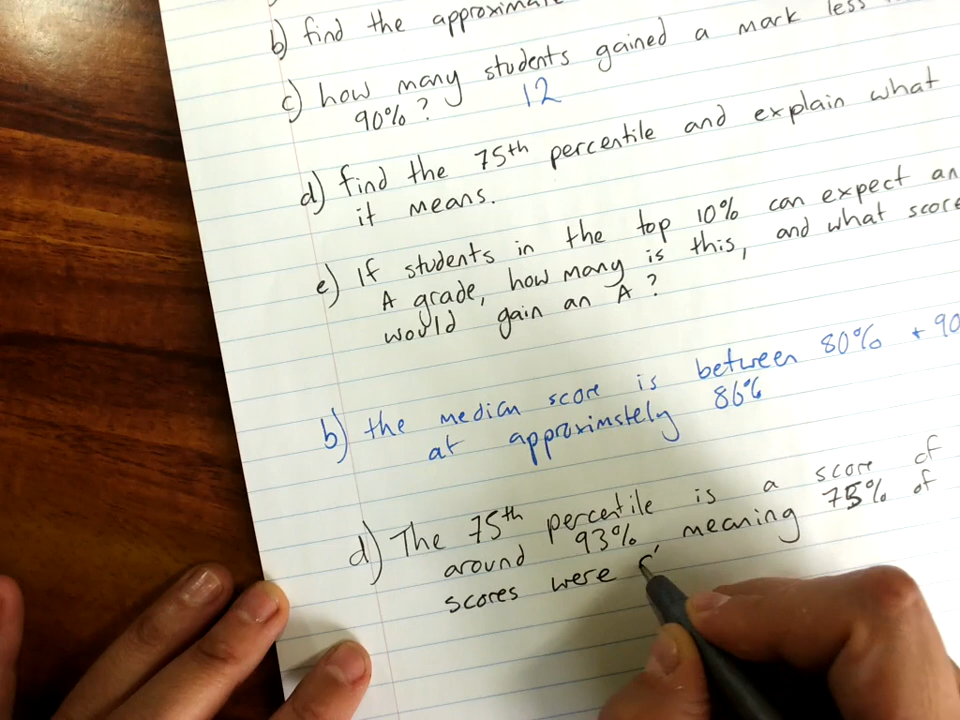 b) find the approximate
c) how many students gained a mark less
90% ? 12
d) find the 75th percentile and explain what
it means.
e) If students in the top 10% can expect an
A grade, how many is this, and what score
would gain an A ?
b) the median score is between 80% + 90
at approximstely 86%
d) The 75th percentile is a score of
around 93% meaning 75% of
scores were